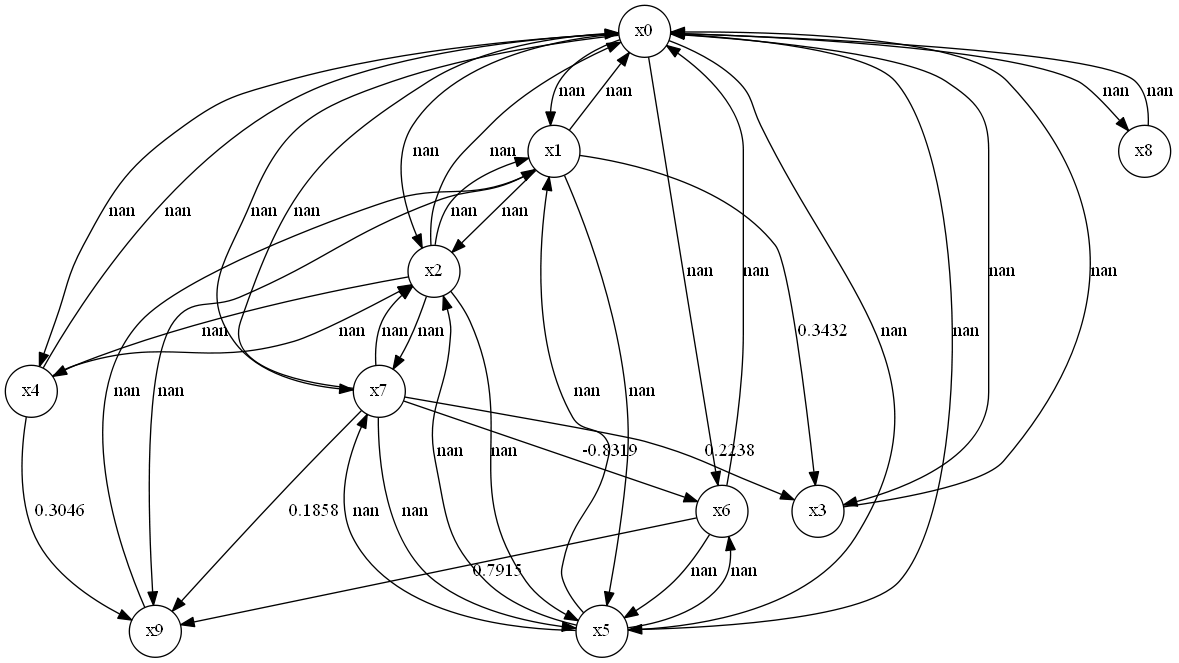 x0
nan nan nan nan
nan nan x1 x8
nan nan nan nan nan nan
x2 nan nan nan nan
nan nan nan nan 0.3432 nan nan
x4 nan nan x7 nan nan
nan nan -0.8319 0.2238
0.3046 0.1858 nan nan x6 x3
0.7915 nan nan
x9 x5